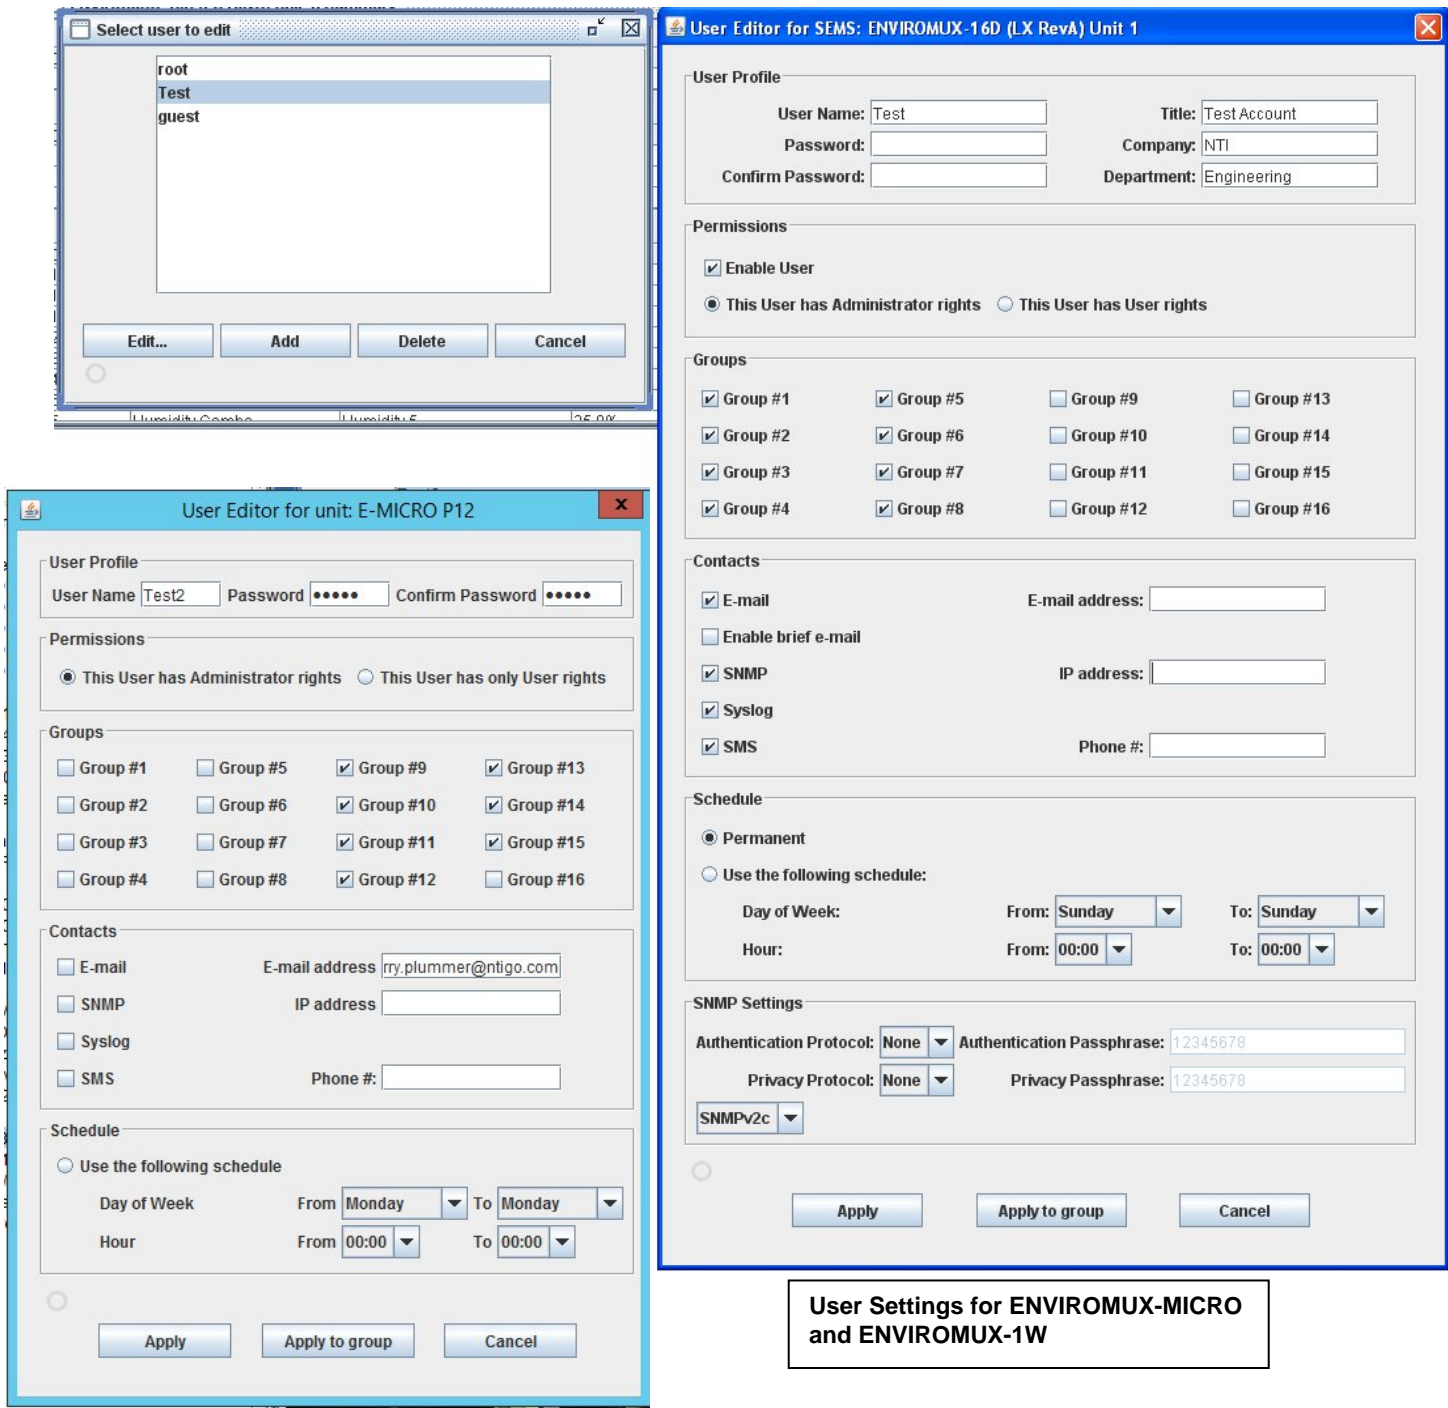 Select user to edit
root
Test
guest
Edit... Add Delete Cancel
Humidity Combo Humidity 5 25.0%
User Editor for SEMS: ENVIROMUX-16D (LX RevA) Unit 1
User Profile
User Name: Test Title: Test Account
Password: Company: NTI
Confirm Password: Department: Engineering
Permissions
Enable User
This User has Administrator rights This User has User rights
Groups
Group #1 Group #5 Group #9 Group #13
Group #2 Group #6 Group #10 Group #14
Group #3 Group #7 Group #11 Group #15
Group #4 Group #8 Group #12 Group #16
Contacts
E-mail E-mail address:
Enable brief e-mail
SNMP IP address:
Syslog
SMS Phone #:
Schedule
Permanent
Use the following schedule:
Day of Week: From: Sunday To: Sunday
Hour: From: 00:00 To: 00:00
SNMP Settings
Authentication Protocol: None Authentication Passphrase: 12345678
Privacy Protocol: None Privacy Passphrase: 12345678
SNMPv2c
Apply Apply to group Cancel
User Editor for unit: E-MICRO P12
User Profile
User Name Test2 Password ●●●●● Confirm Password ●●●●●
Permissions
This User has Administrator rights This User has only User rights
Groups
Group #1 Group #5 Group #9 Group #13
Group #2 Group #6 Group #10 Group #14
Group #3 Group #7 Group #11 Group #15
Group #4 Group #8 Group #12 Group #16
Contacts
E-mail E-mail address rry.plummer@ntigo.com
SNMP IP address
Syslog
SMS Phone #:
Schedule
Use the following schedule
Day of Week From Monday To Monday
Hour From 00:00 To 00:00
Apply Apply to group Cancel
User Settings for ENVIROMUX-MICRO
and ENVIROMUX-1W